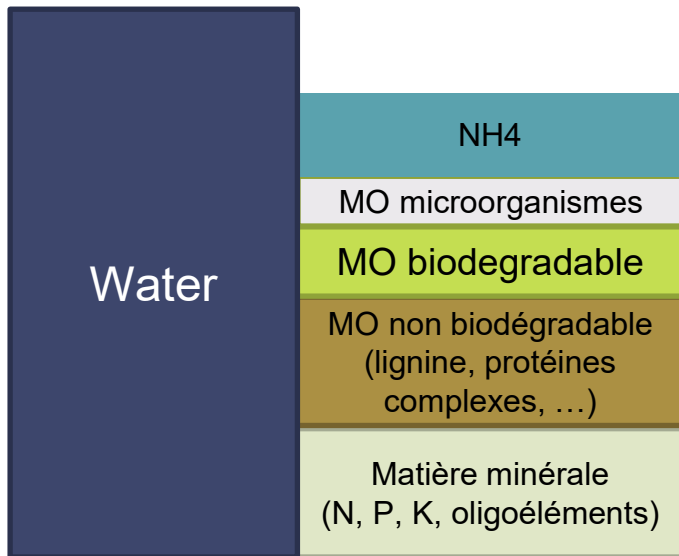 Water
NH4
MO microorganismes
MO biodegradable
MO non biodégradable
(lignine, protéines
complexes, …)
Matière minérale
(N, P, K, oligoéléments)